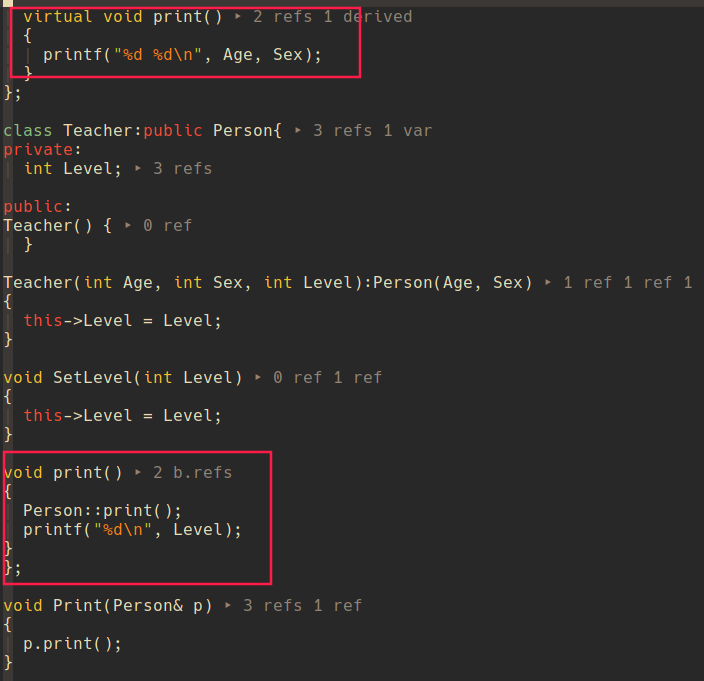 virtual void print() ▸ 2 refs 1 derived
{
printf("%d %d\n", Age, Sex);
}
};
class Teacher:public Person{ ▸ 3 refs 1 var
private:
int Level; ▸ 3 refs
public:
Teacher() { ▸ 0 ref
}
Teacher(int Age, int Sex, int Level):Person(Age, Sex) ▸ 1 ref 1 ref 1
{
this->Level = Level;
}
void SetLevel(int Level) ▸ 0 ref 1 ref
{
this->Level = Level;
}
void print() ▸ 2 b.refs
{
Person::print();
printf("%d\n", Level);
}
};
void Print(Person& p) ▸ 3 refs 1 ref
{
p.print();
}